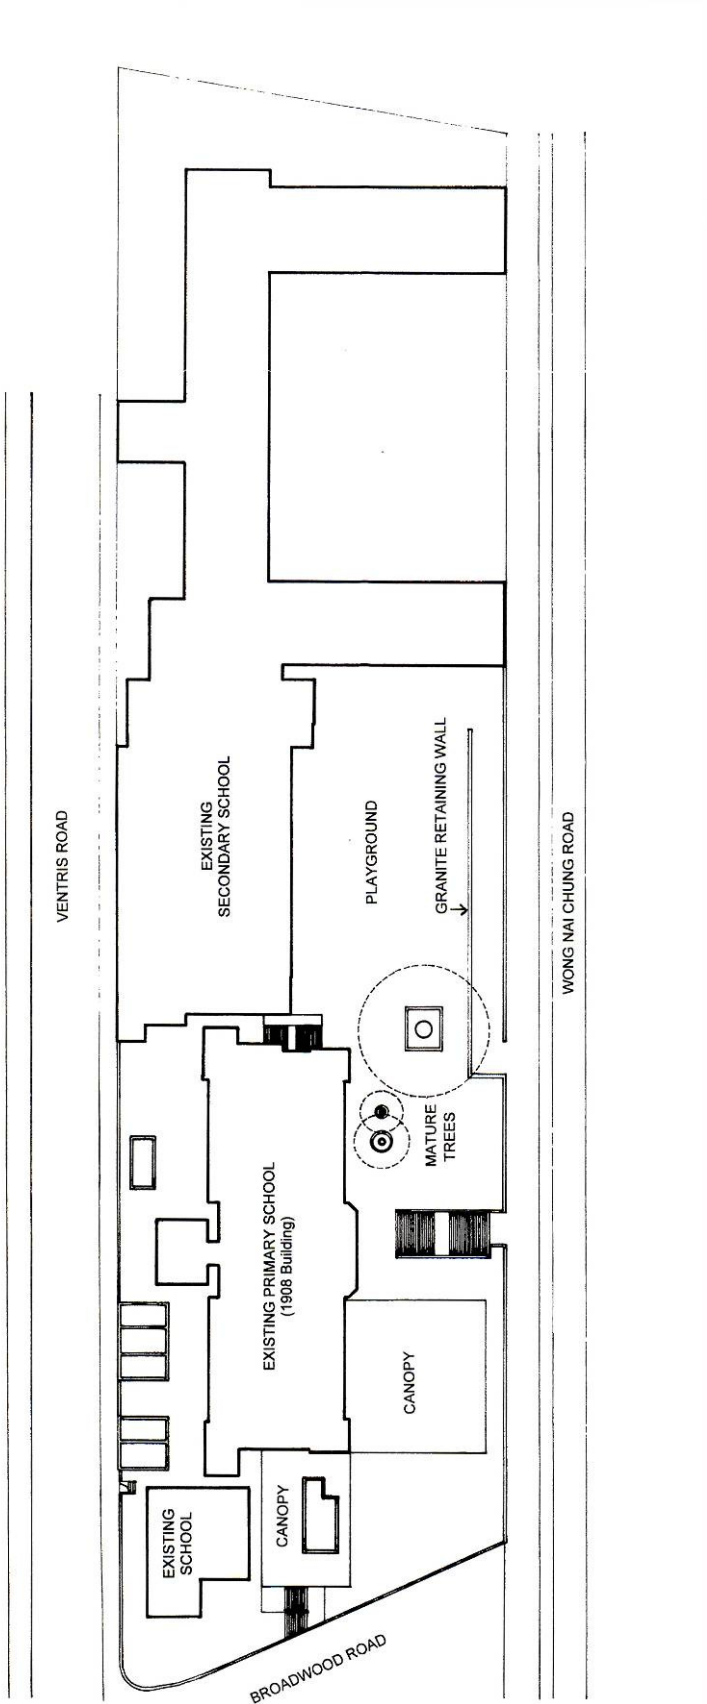 VENTRIS ROAD
EXISTING
SECONDARY SCHOOL
PLAYGROUND
GRANITE RETAINING WALL
WONG NAI CHUNG ROAD
MATURE
TREES
EXISTING PRIMARY SCHOOL
(1908 Building)
CANOPY
CANOPY
EXISTING
SCHOOL
BROADWOOD ROAD